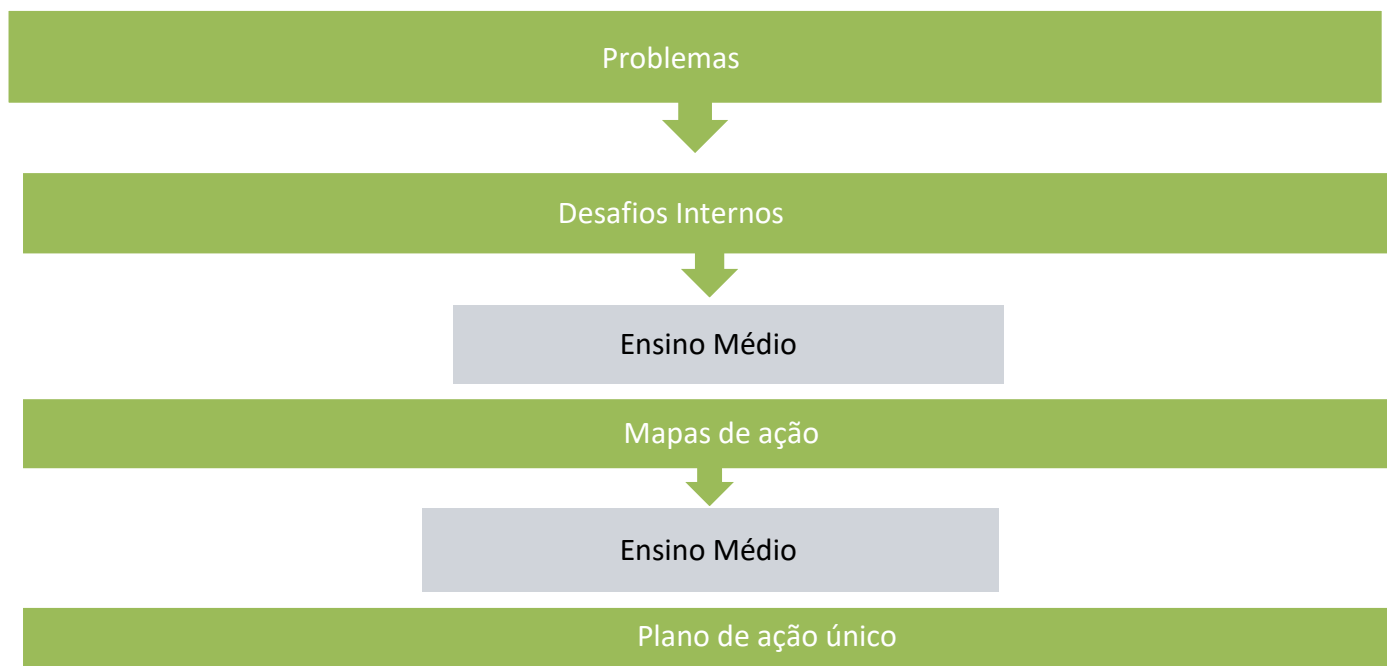 Problemas
Desafios Internos
Ensino Médio
Mapas de ação
Ensino Médio
Plano de ação único